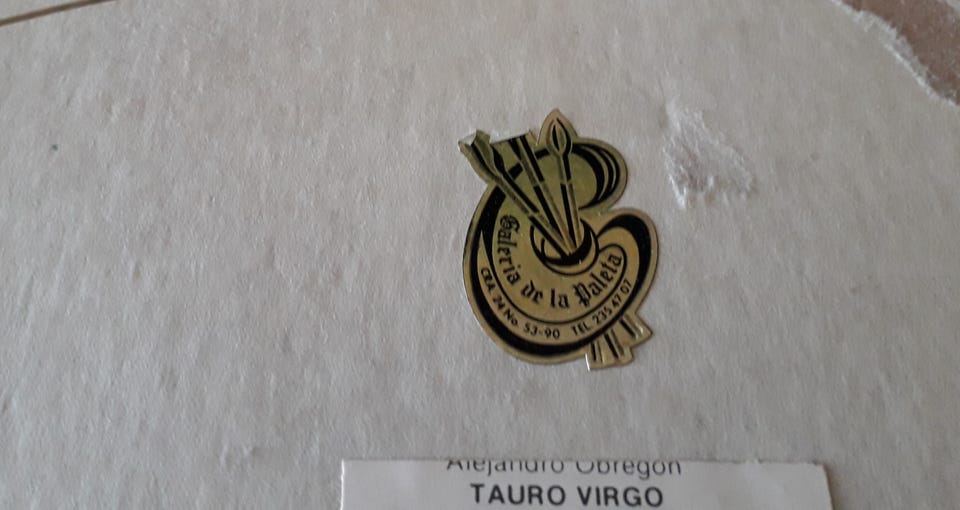 Galeria de la Paleta
CRA. 24 No. 53-90 TEL 235 47 07
Alejandro Obregón
TAURO VIRGO